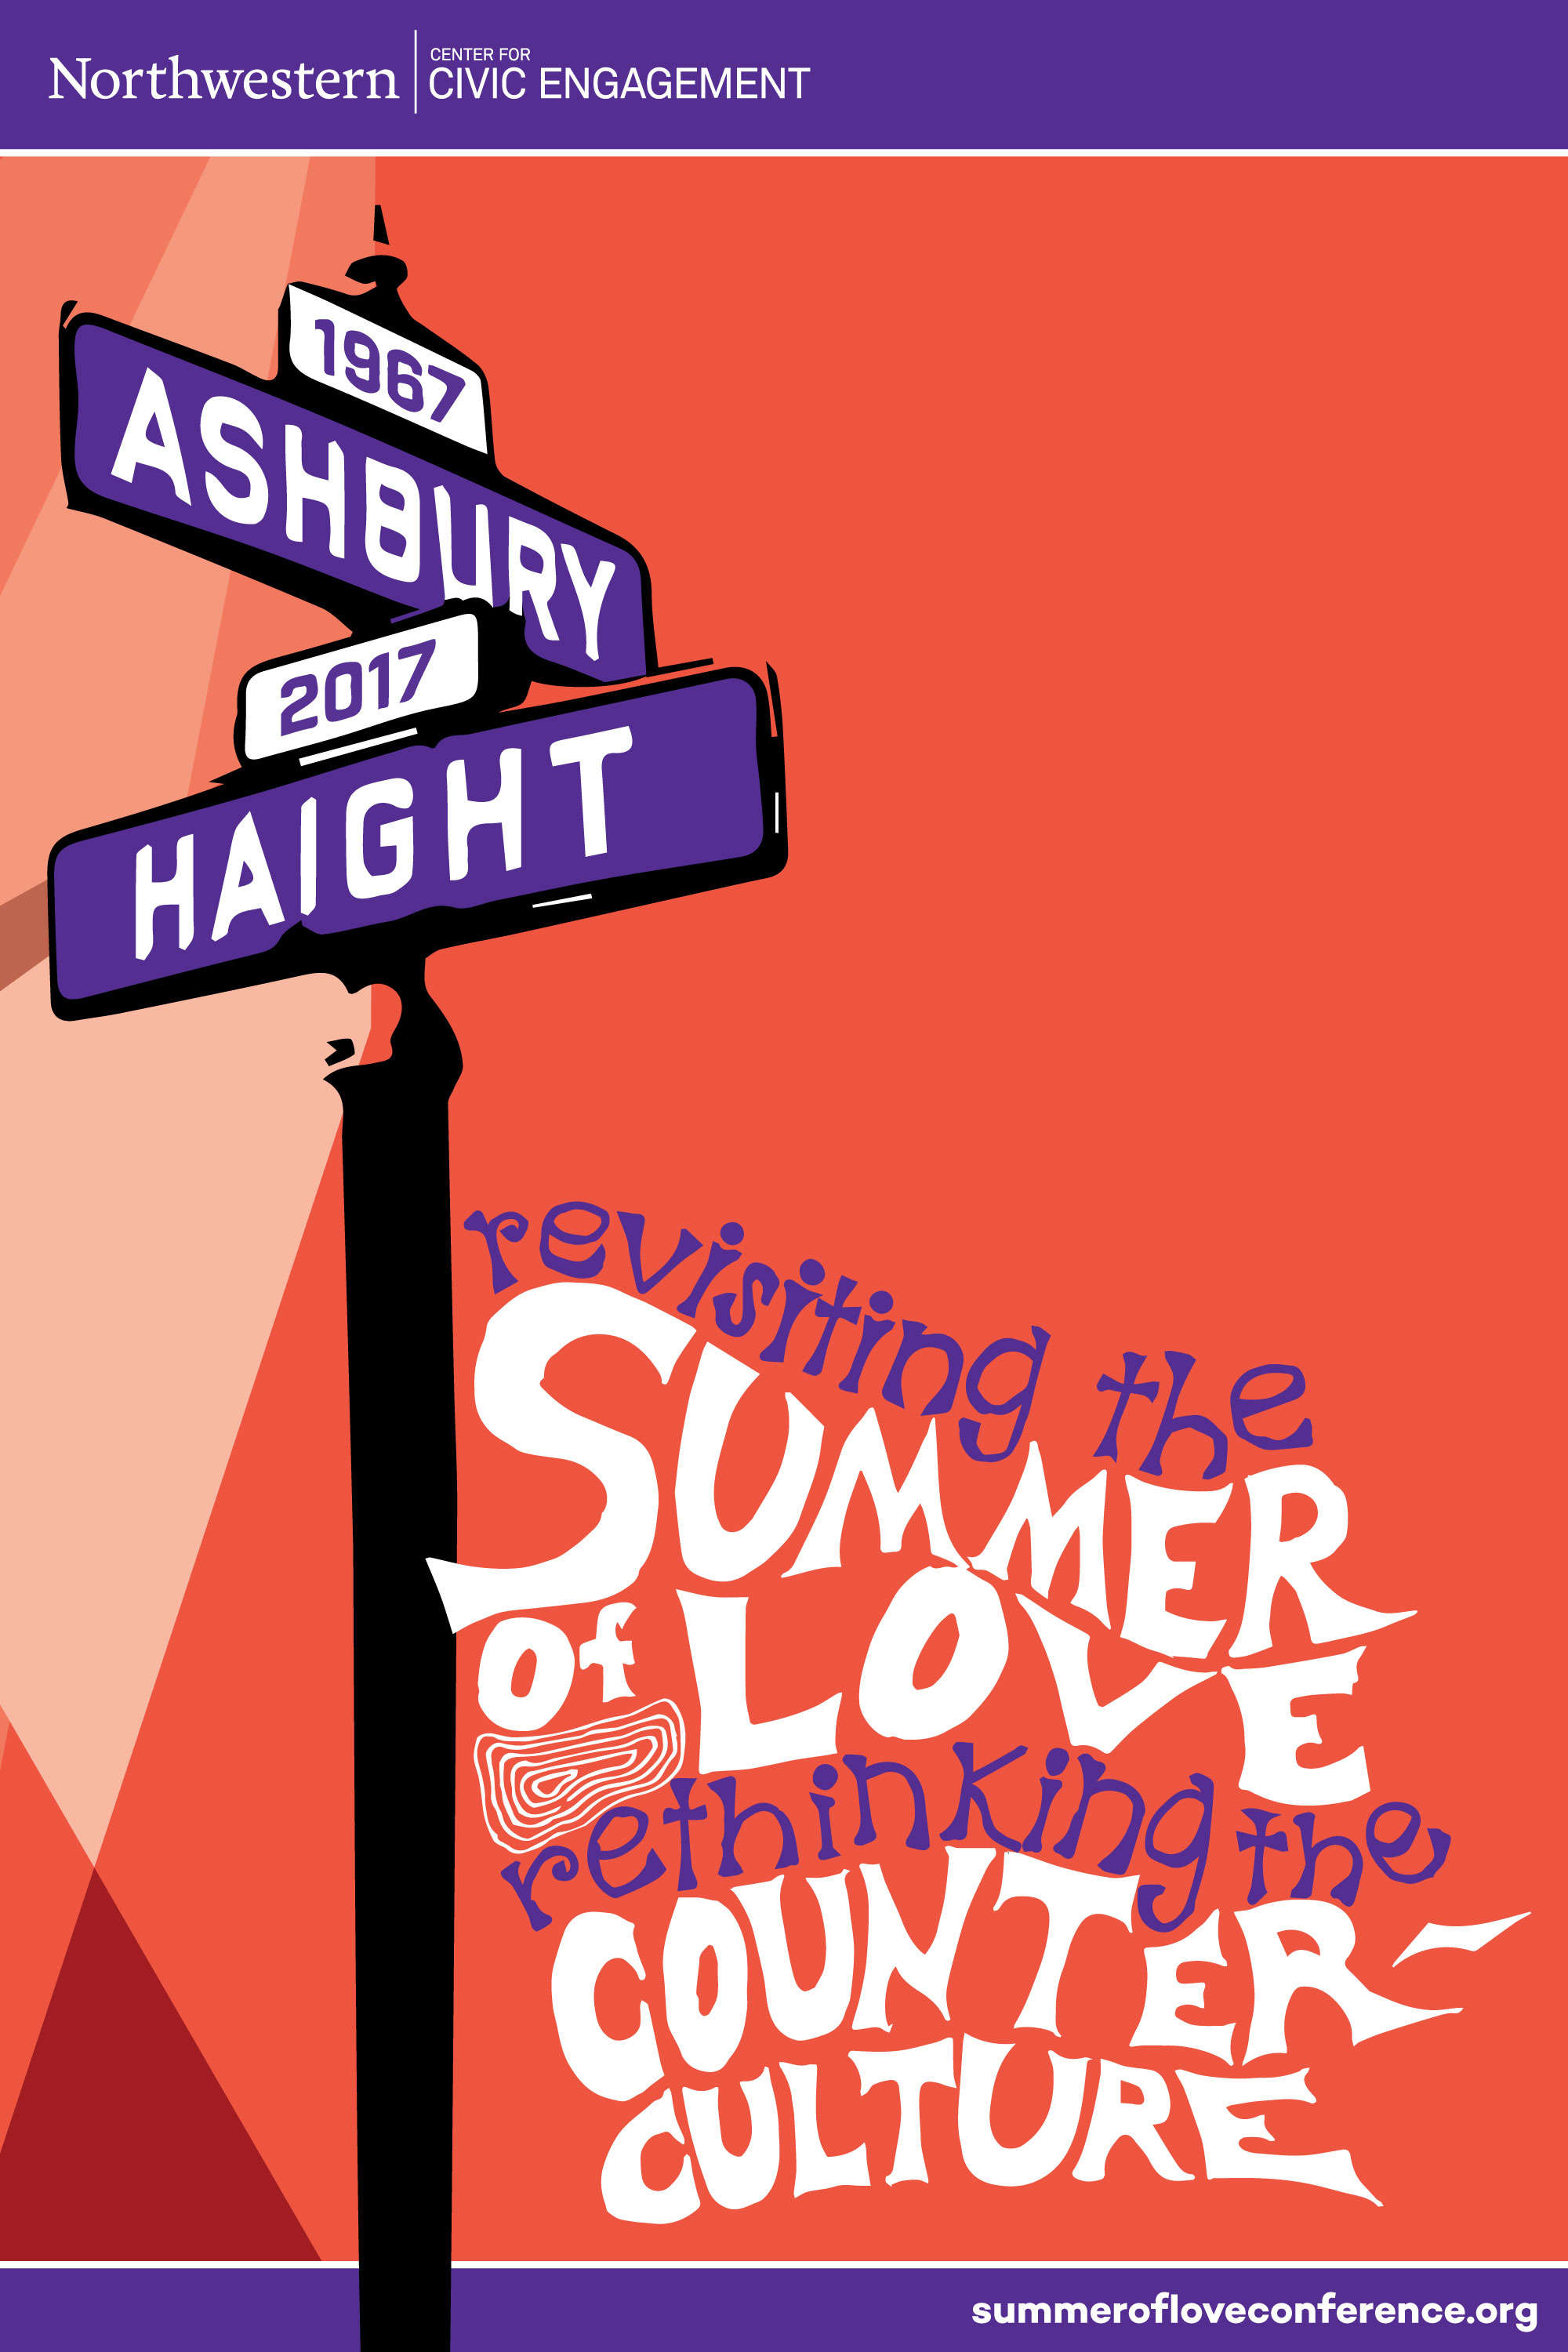 Northwestern
CENTER FOR
CIVIC ENGAGEMENT
1967
ASHBURY
2017
HAIGHT
revisiting the
SUMMER
of LOVE
rethinking the
COUNTER-
CULTURE
summerofloveconference.org